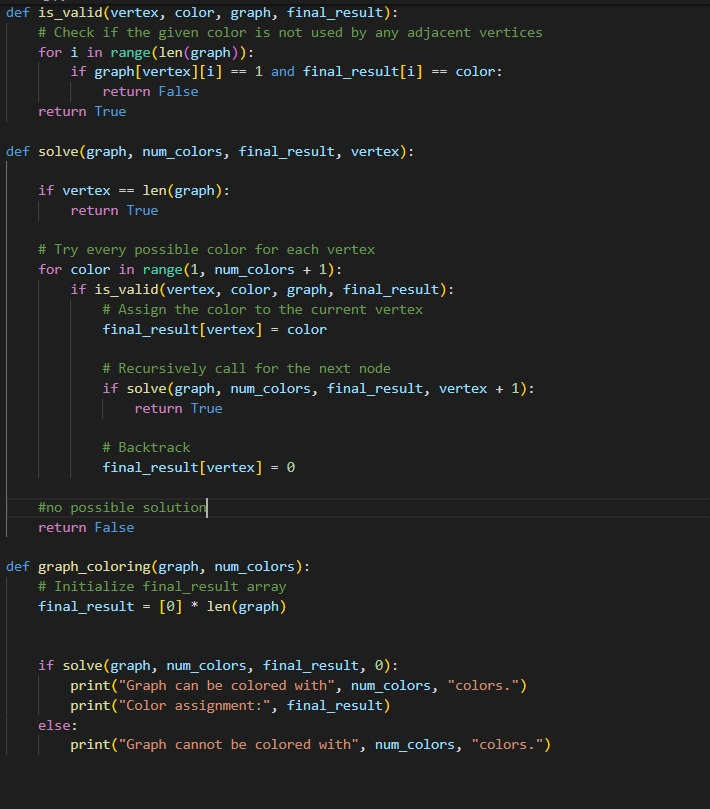 def is_valid(vertex, color, graph, final_result):
    # Check if the given color is not used by any adjacent vertices
    for i in range(len(graph)):
        if graph[vertex][i] == 1 and final_result[i] == color:
            return False
    return True

def solve(graph, num_colors, final_result, vertex):

    if vertex == len(graph):
        return True

    # Try every possible color for each vertex
    for color in range(1, num_colors + 1):
        if is_valid(vertex, color, graph, final_result):
            # Assign the color to the current vertex
            final_result[vertex] = color

            # Recursively call for the next node
            if solve(graph, num_colors, final_result, vertex + 1):
                return True

            # Backtrack
            final_result[vertex] = 0

    #no possible solution
    return False

def graph_coloring(graph, num_colors):
    # Initialize final_result array
    final_result = [0] * len(graph)


    if solve(graph, num_colors, final_result, 0):
        print("Graph can be colored with", num_colors, "colors.")
        print("Color assignment:", final_result)
    else:
        print("Graph cannot be colored with", num_colors, "colors.")